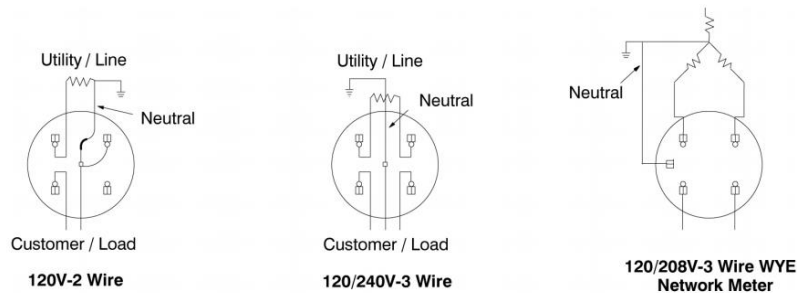 Utility / Line
Neutral
Customer / Load
120V-2 Wire
Utility / Line
Neutral
Customer / Load
120/240V-3 Wire
Neutral
120/208V-3 Wire WYE
Network Meter